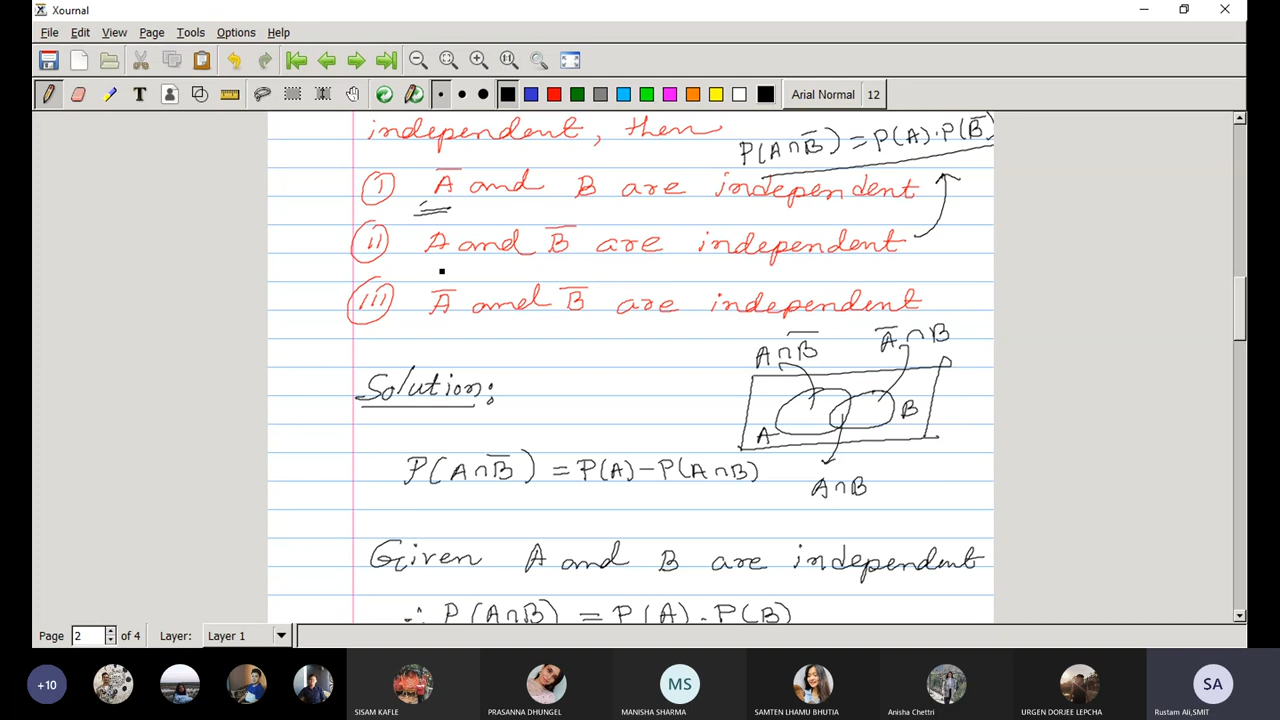 Xournal
File Edit View Page Tools Options Help
Arial Normal 12
independent, then
P(A∩B̅) = P(A)·P(B̅)
(i) A̅ and B are independent
(ii) A and B̅ are independent
(iii) A̅ amd B̅ are independent
Solution:
A∩B̅
A̅∩B
A
B
A∩B
P(A∩B̅) = P(A) – P(A∩B)
Given A and B are independent
∴ P(A∩B) = P(A) . P(B)
Page 2 of 4 Layer: Layer 1
+10
MS
SA
SISAM KAFLE
PRASANNA DHUNGEL
MANISHA SHARMA
SAMTEN LHAMU BHUTIA
Anisha Chettri
URGEN DORJEE LEPCHA
Rustam Ali,SMIT